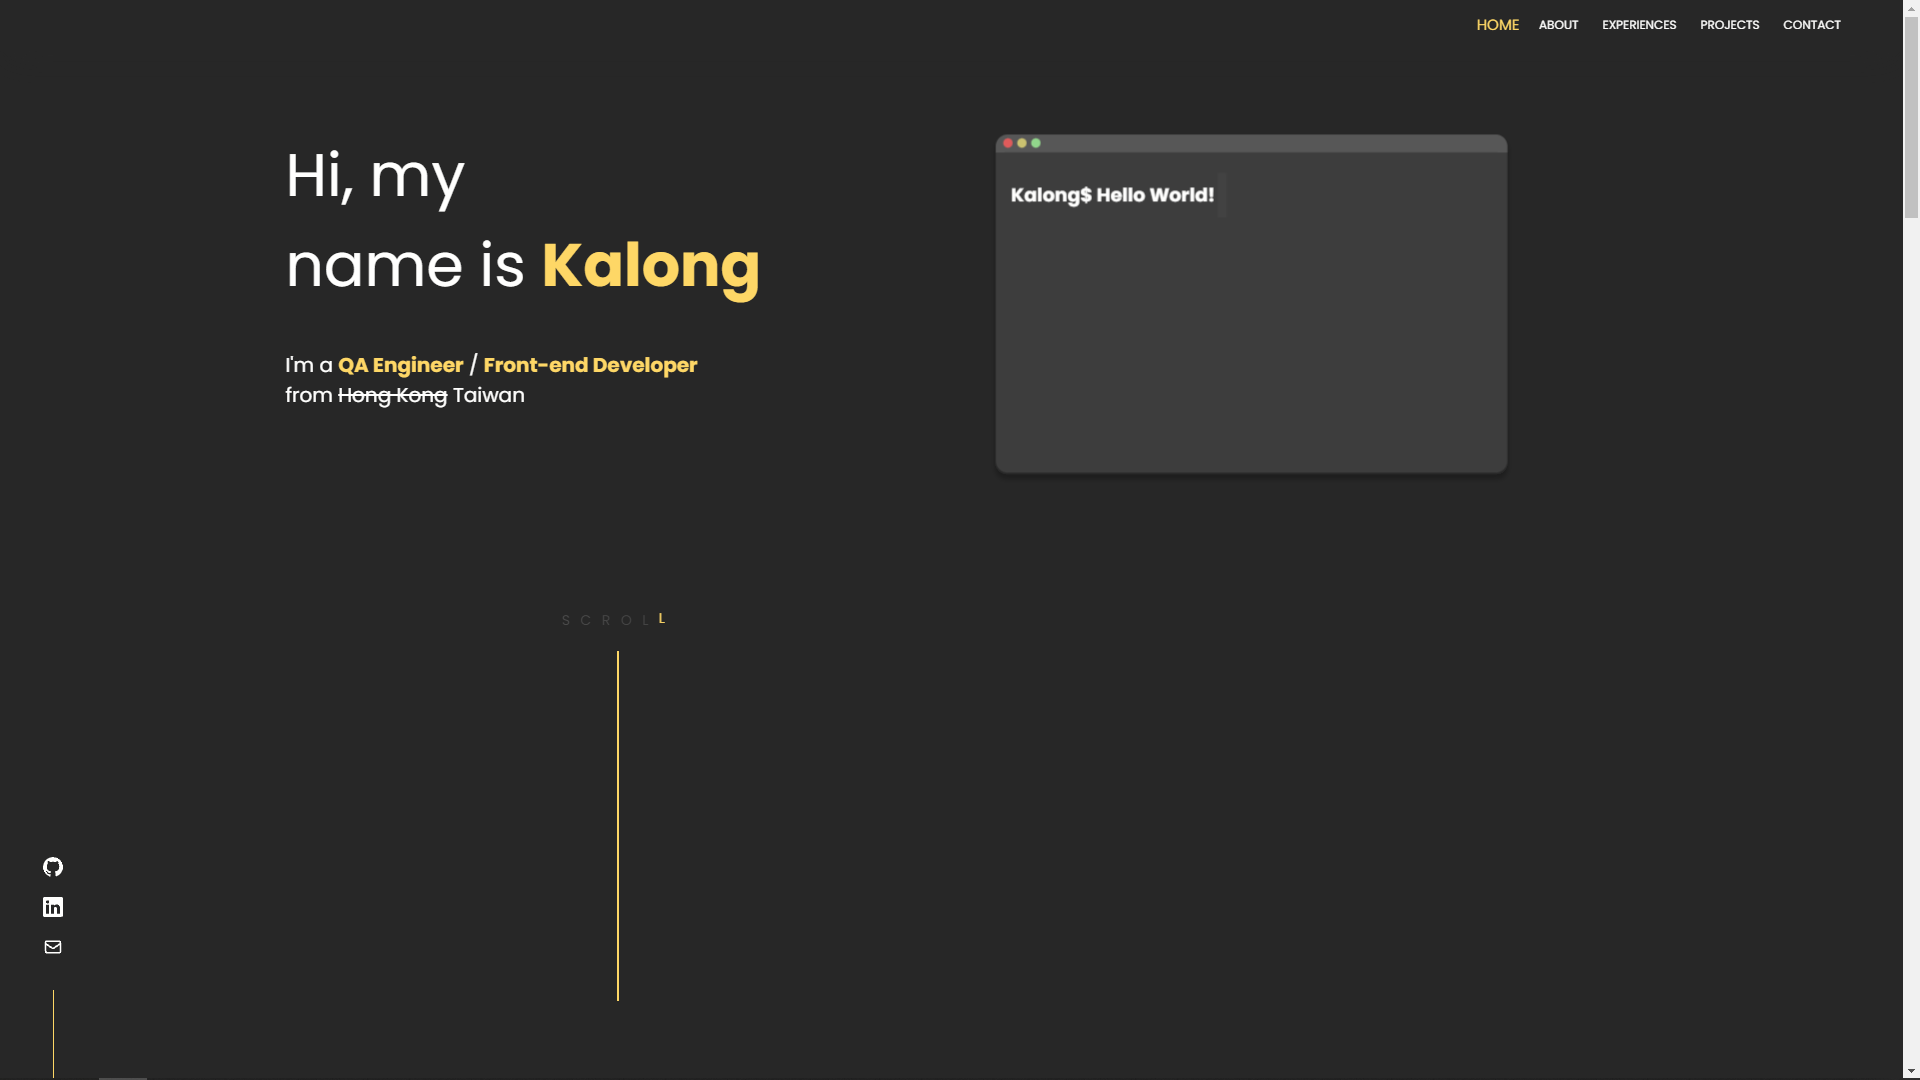 HOME ABOUT EXPERIENCES PROJECTS CONTACT
Hi, my
name is Kalong
I'm a QA Engineer / Front-end Developer
from Hong Kong Taiwan
Kalong$ Hello World!
SCROLL